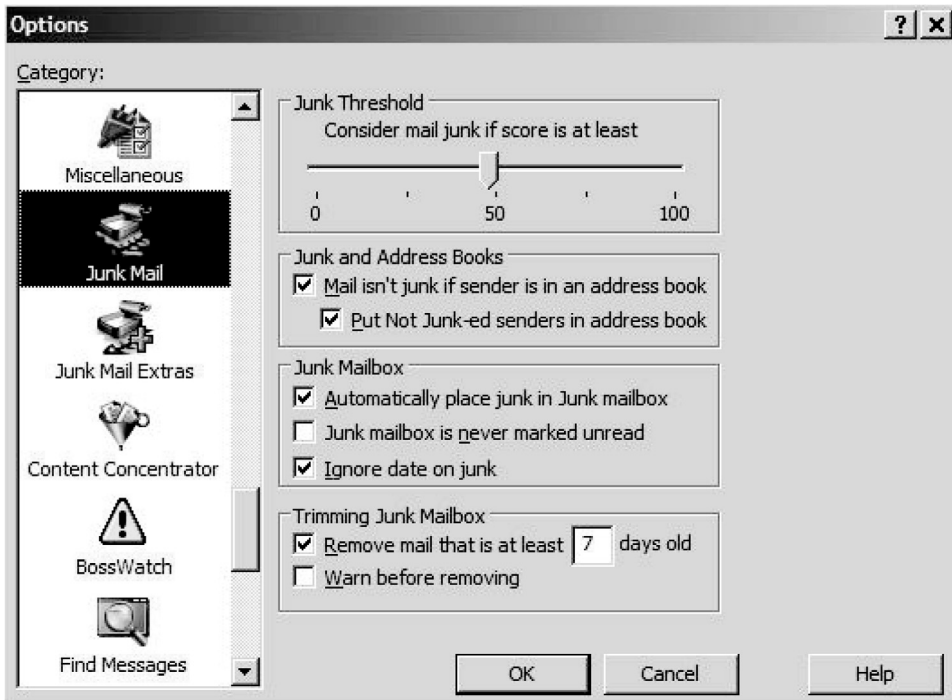 Options
Category:
Miscellaneous
Junk Mail
Junk Mail Extras
Content Concentrator
BossWatch
Find Messages
Junk Threshold
Consider mail junk if score is at least
0 50 100
Junk and Address Books
Mail isn't junk if sender is in an address book
Put Not Junk-ed senders in address book
Junk Mailbox
Automatically place junk in Junk mailbox
Junk mailbox is never marked unread
Ignore date on junk
Trimming Junk Mailbox
Remove mail that is at least 7 days old
Warn before removing
OK Cancel Help